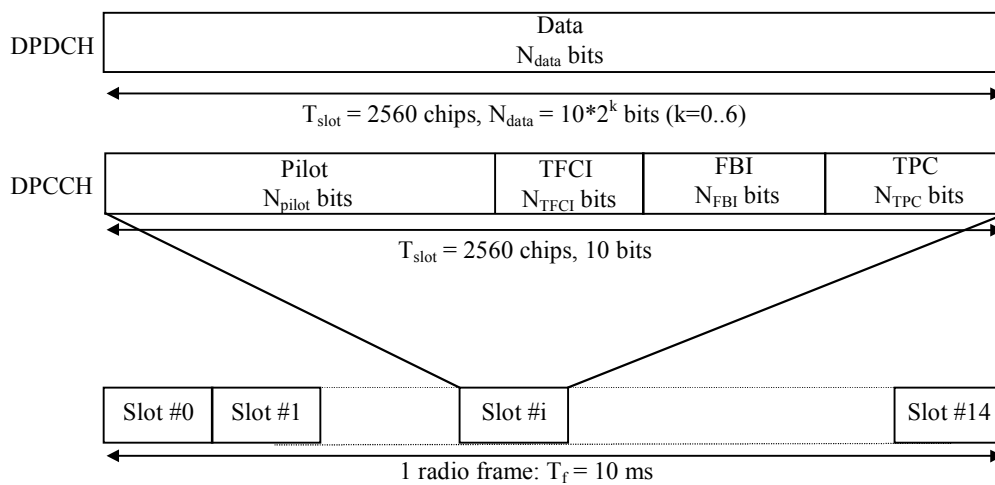 Data
DPDCH
N_data bits
T_slot = 2560 chips, N_data = 10*2^k bits (k=0..6)
Pilot TFCI FBI TPC
DPCCH
N_pilot bits N_TFCI bits N_FBI bits N_TPC bits
T_slot = 2560 chips, 10 bits
Slot #0 Slot #1 Slot #i Slot #14
1 radio frame: T_f = 10 ms